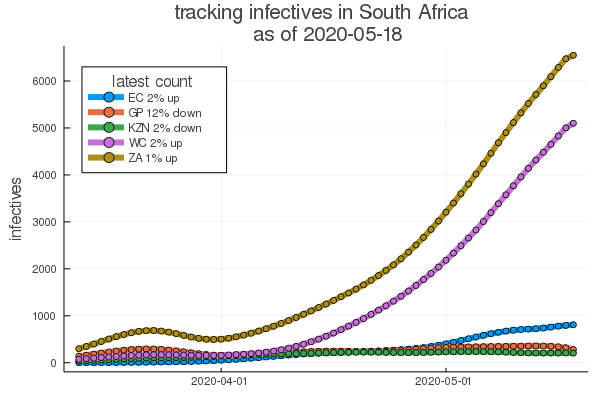 tracking infectives in South Africa
as of 2020-05-18
latest count
EC 2% up
GP 12% down
KZN 2% down
WC 2% up
ZA 1% up
infectives
6000
5000
4000
3000
2000
1000
0
2020-04-01
2020-05-01